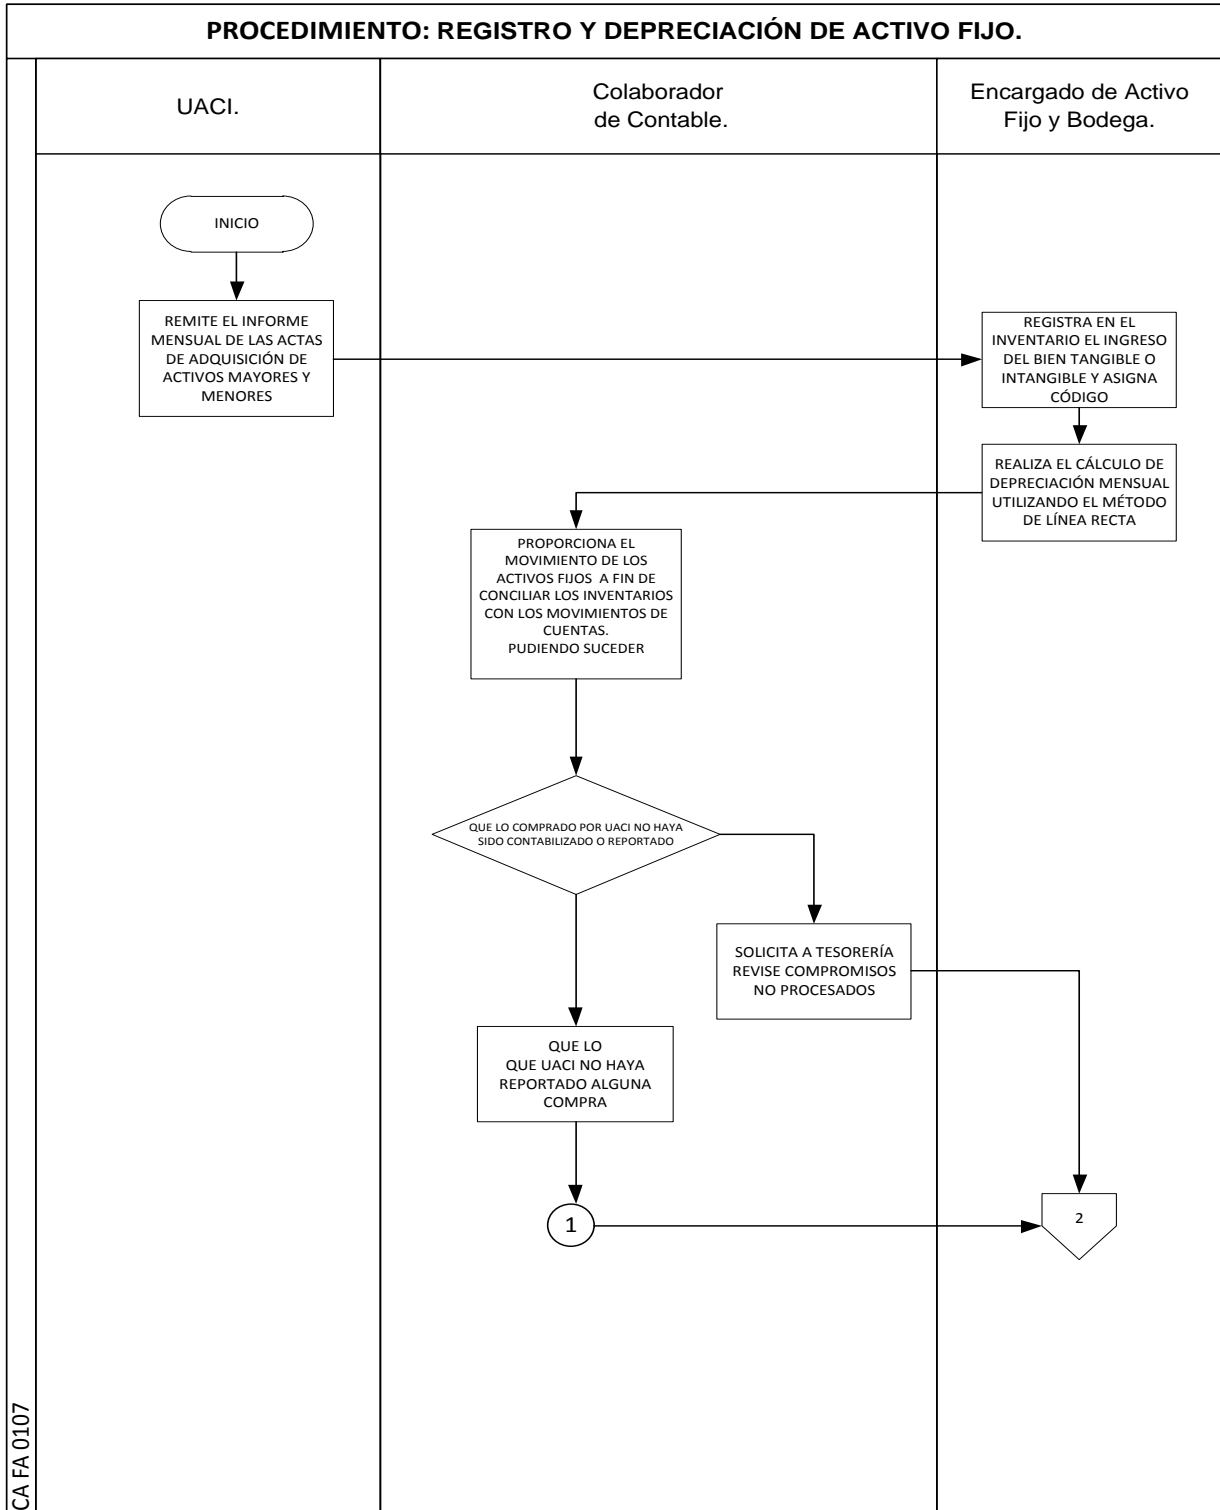 PROCEDIMIENTO: REGISTRO Y DEPRECIACIÓN DE ACTIVO FIJO.
UACI.
Colaborador
de Contable.
Encargado de Activo
Fijo y Bodega.
INICIO
REMITE EL INFORME
MENSUAL DE LAS ACTAS
DE ADQUISICIÓN DE
ACTIVOS MAYORES Y
MENORES
REGISTRA EN EL
INVENTARIO EL INGRESO
DEL BIEN TANGIBLE O
INTANGIBLE Y ASIGNA
CÓDIGO
REALIZA EL CÁLCULO DE
DEPRECIACIÓN MENSUAL
UTILIZANDO EL MÉTODO
DE LÍNEA RECTA
PROPORCIONA EL
MOVIMIENTO DE LOS
ACTIVOS FIJOS A FIN DE
CONCILIAR LOS INVENTARIOS
CON LOS MOVIMIENTOS DE
CUENTAS.
PUDIENDO SUCEDER
QUE LO COMPRADO POR UACI NO HAYA
SIDO CONTABILIZADO O REPORTADO
SOLICITA A TESORERÍA
REVISE COMPROMISOS
NO PROCESADOS
QUE LO
QUE UACI NO HAYA
REPORTADO ALGUNA
COMPRA
1
2
CA FA 0107